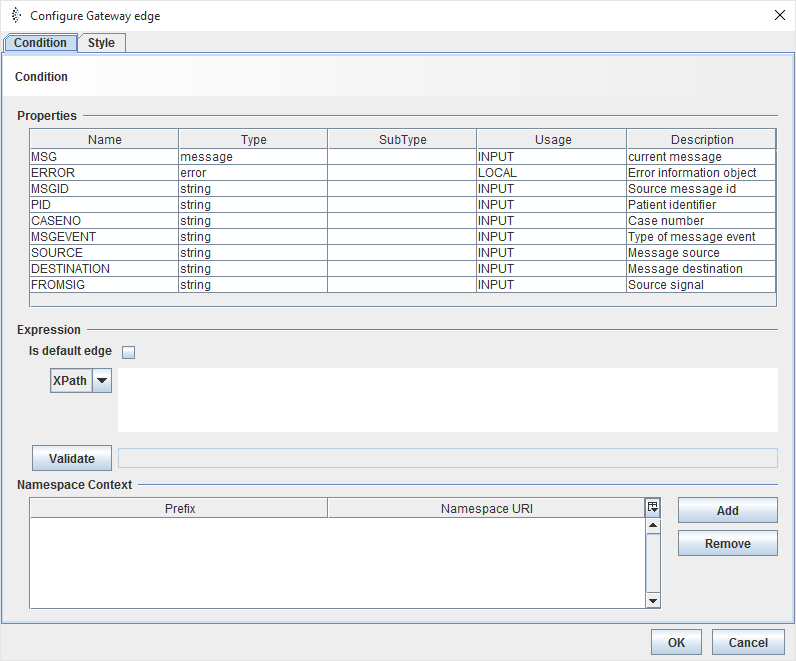 Configure Gateway edge
Condition Style
Condition
Properties
Name Type SubType Usage Description
MSG message INPUT current message
ERROR error LOCAL Error information object
MSGID string INPUT Source message id
PID string INPUT Patient identifier
CASENO string INPUT Case number
MSGEVENT string INPUT Type of message event
SOURCE string INPUT Message source
DESTINATION string INPUT Message destination
FROMSIG string INPUT Source signal
Expression
Is default edge
XPath
Validate
Namespace Context
Prefix Namespace URI
Add
Remove
OK Cancel